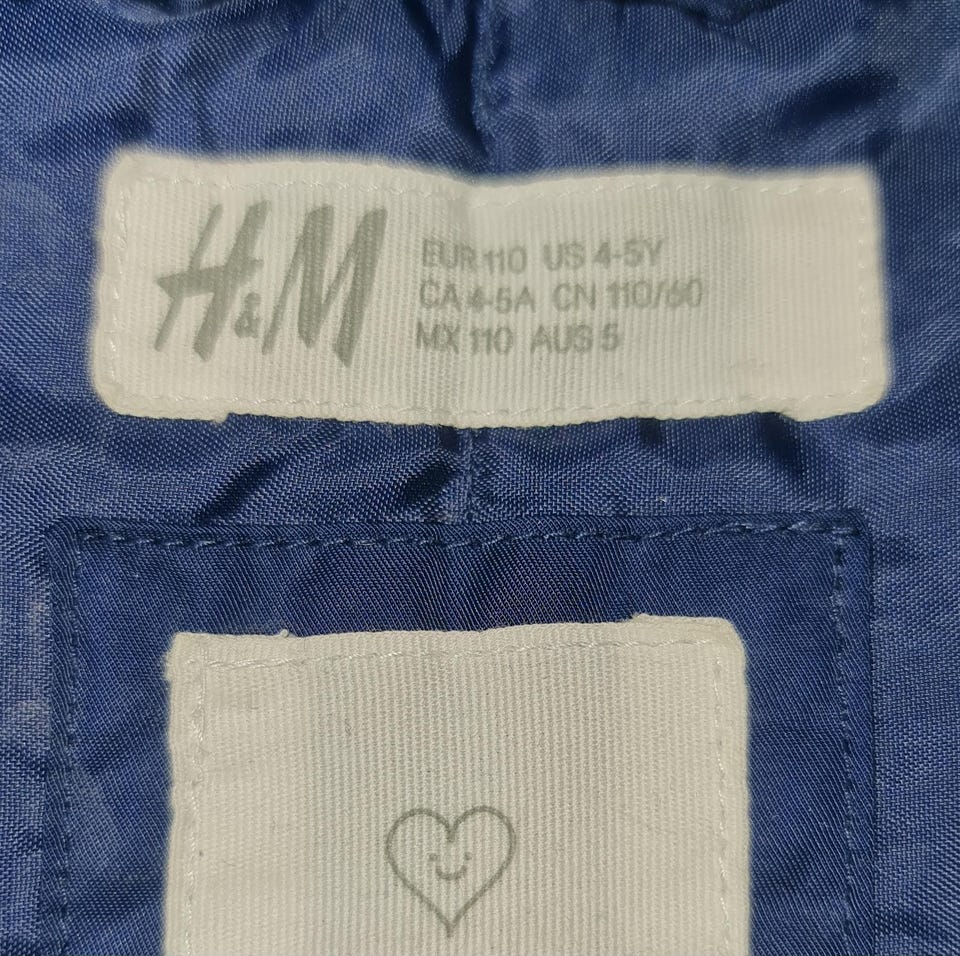 H&M
EUR 110 US 4-5Y
CA 4-5A CN 110/60
MX 110 AUS 5